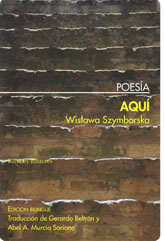 POESÍA
AQUÍ
Wisława Szymborska
EDICIÓN BILINGÜE
Traducción de Gerardo Beltrán y
Abel A. Murcia Soriano